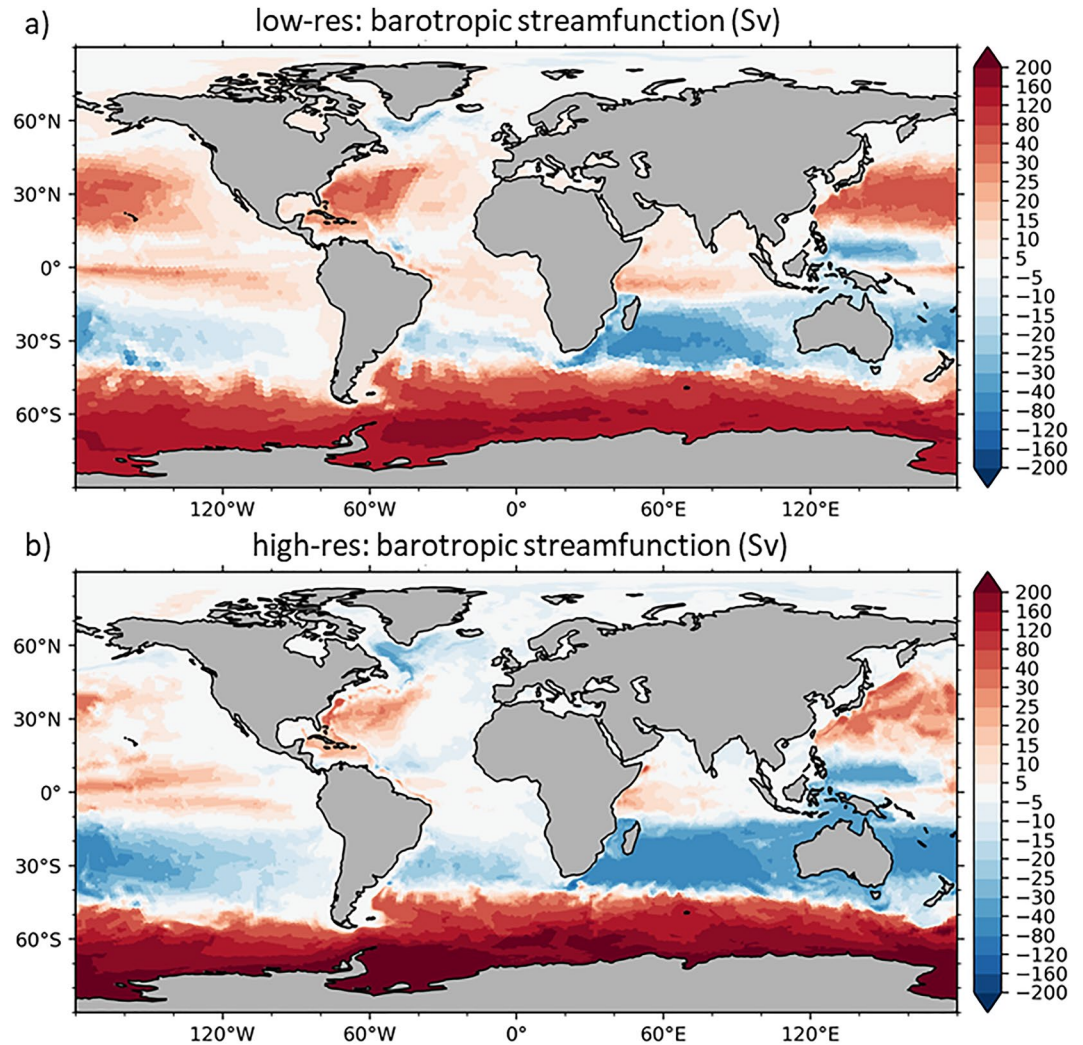 a)
low-res: barotropic streamfunction (Sv)
60°N
30°N
0°
30°S
60°S
120°W
60°W
0°
60°E
120°E
200
160
120
80
40
30
25
20
15
10
5
−5
−10
−15
−20
−25
−30
−40
−80
−120
−160
−200
b)
high-res: barotropic streamfunction (Sv)
60°N
30°N
0°
30°S
60°S
120°W
60°W
0°
60°E
120°E
200
160
120
80
40
30
25
20
15
10
5
−5
−10
−15
−20
−25
−30
−40
−80
−120
−160
−200